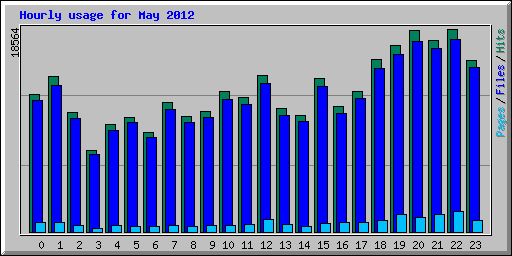 Hourly usage for May 2012
18564
Pages / Files / Hits
0 1 2 3 4 5 6 7 8 9 10 11 12 13 14 15 16 17 18 19 20 21 22 23